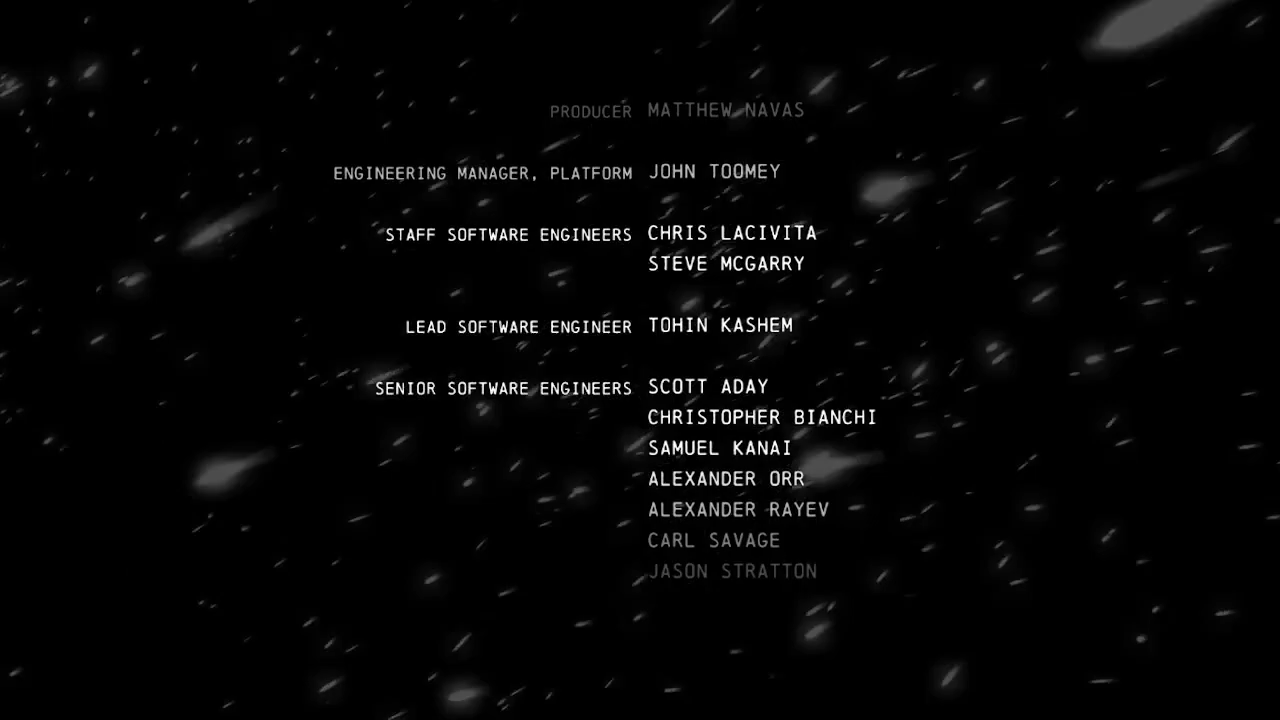 PRODUCER MATTHEW NAVAS
ENGINEERING MANAGER, PLATFORM JOHN TOOMEY
STAFF SOFTWARE ENGINEERS CHRIS LACIVITA
STEVE MCGARRY
LEAD SOFTWARE ENGINEER TOHIN KASHEM
SENIOR SOFTWARE ENGINEERS SCOTT ADAY
CHRISTOPHER BIANCHI
SAMUEL KANAI
ALEXANDER ORR
ALEXANDER RAYEV
CARL SAVAGE
JASON STRATTON